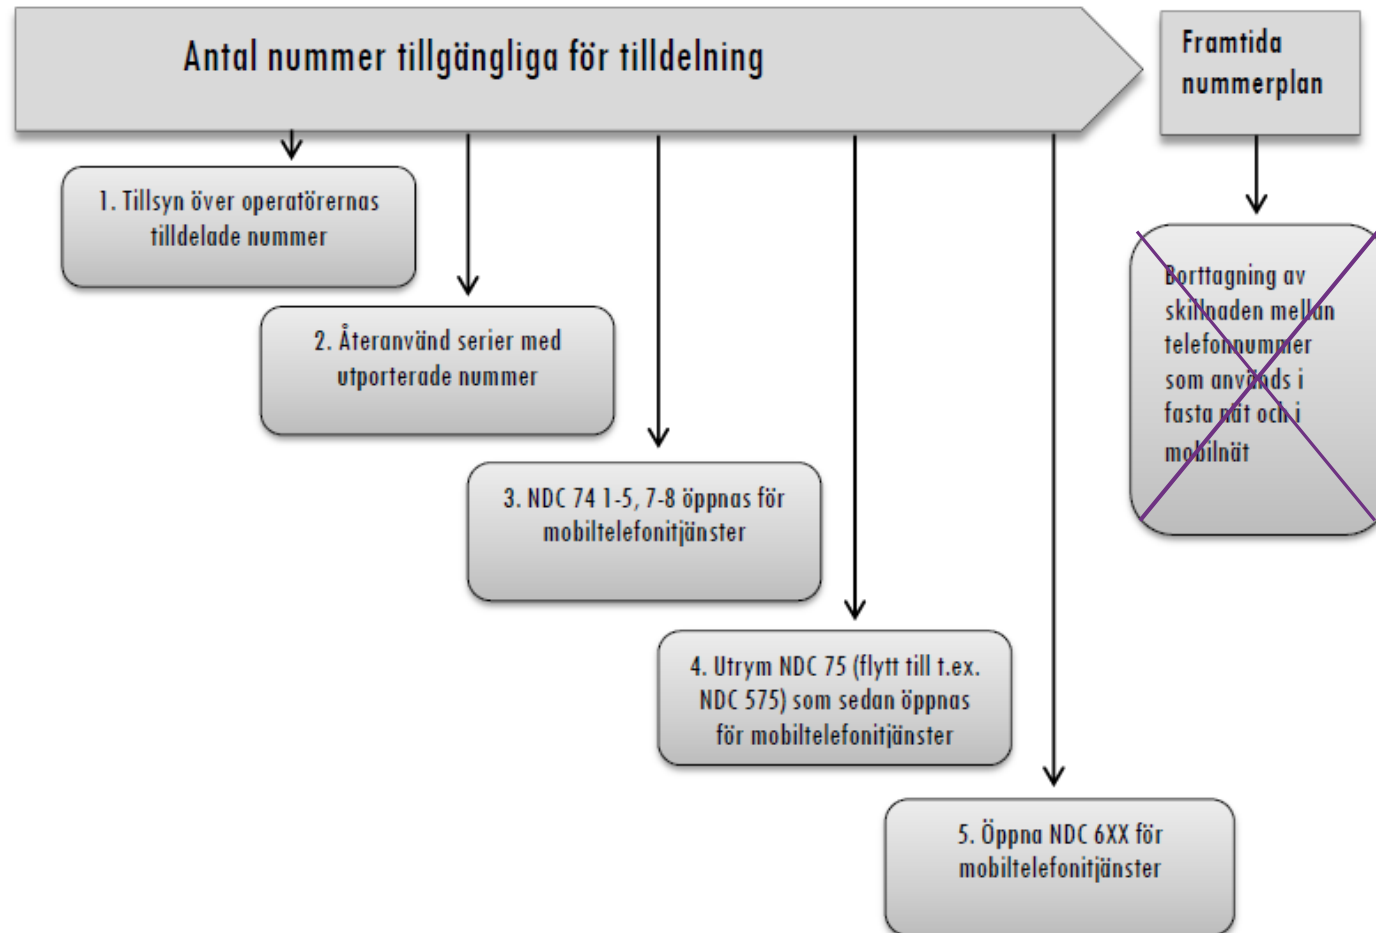 Antal nummer tillgängliga för tilldelning
Framtida
nummerplan
1. Tillsyn över operatörernas
tilldelade nummer
2. Återanvänd serier med
utporterade nummer
3. NDC 74 1-5, 7-8 öppnas för
mobiltelefonitjänster
4. Utrym NDC 75 (flytt till t.ex.
NDC 575) som sedan öppnas
för mobiltelefonitjänster
5. Öppna NDC 6XX för
mobiltelefonitjänster
Borttagning av
skillnaden mellan
telefonnummer
som används i
fasta nät och i
mobilnät